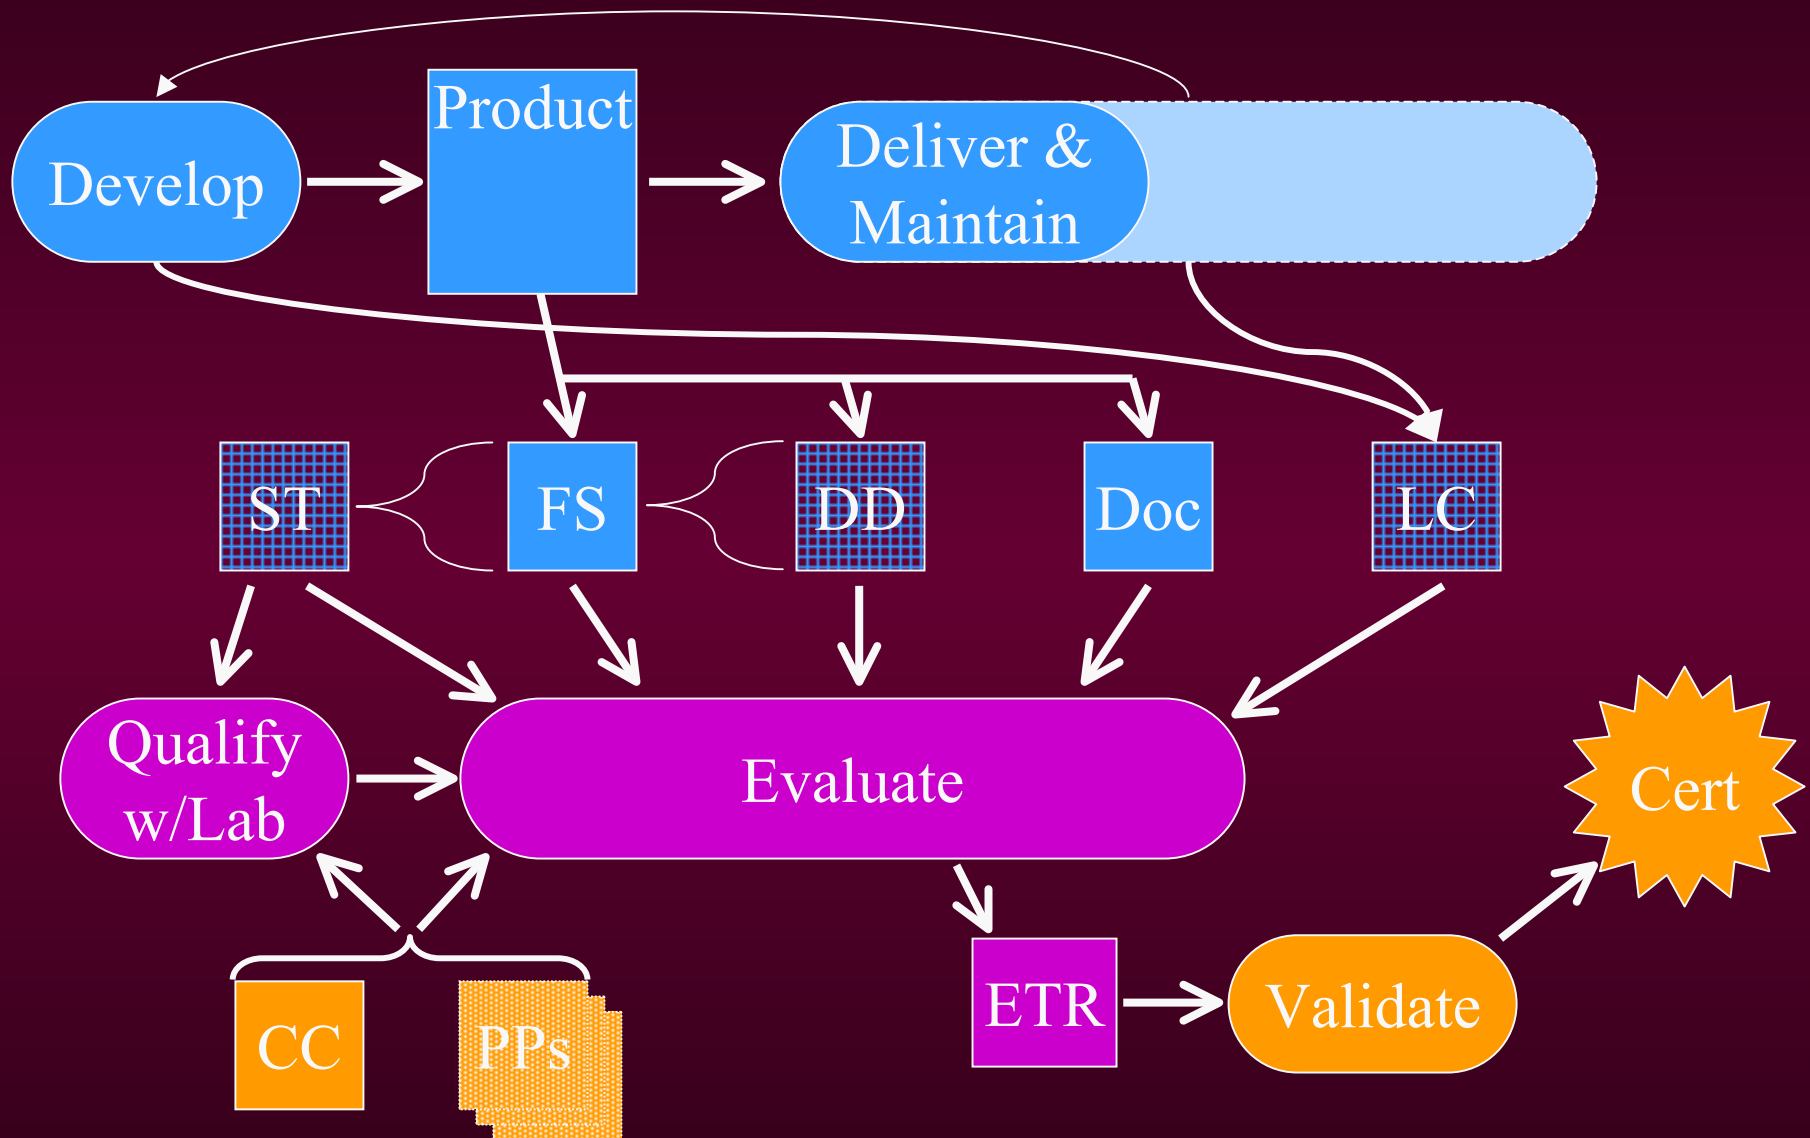 Product
Develop
Deliver &
Maintain
ST
FS
DD
Doc
LC
Qualify
w/Lab
Evaluate
Cert
CC
PPs
ETR
Validate